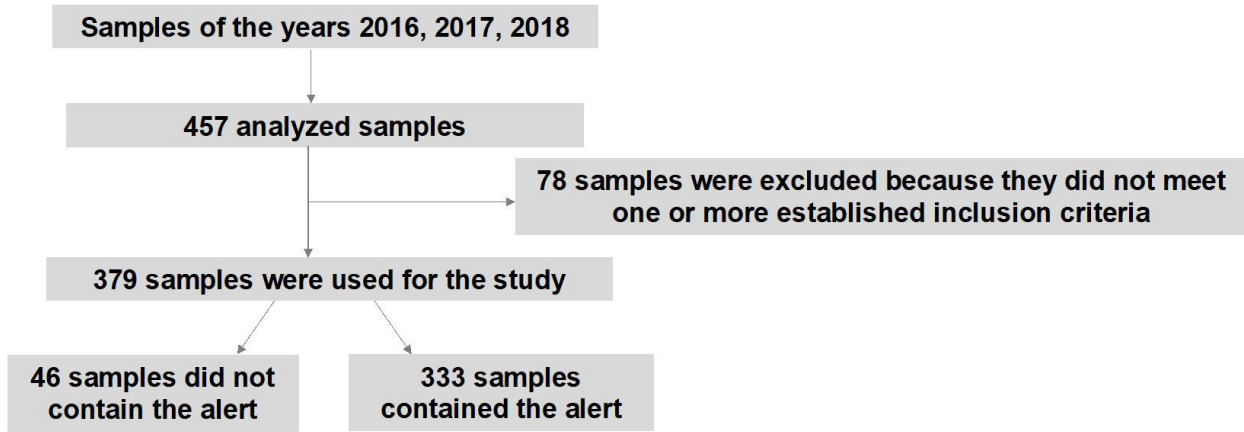 Samples of the years 2016, 2017, 2018
457 analyzed samples
78 samples were excluded because they did not meet
one or more established inclusion criteria
379 samples were used for the study
46 samples did not
contain the alert
333 samples
contained the alert